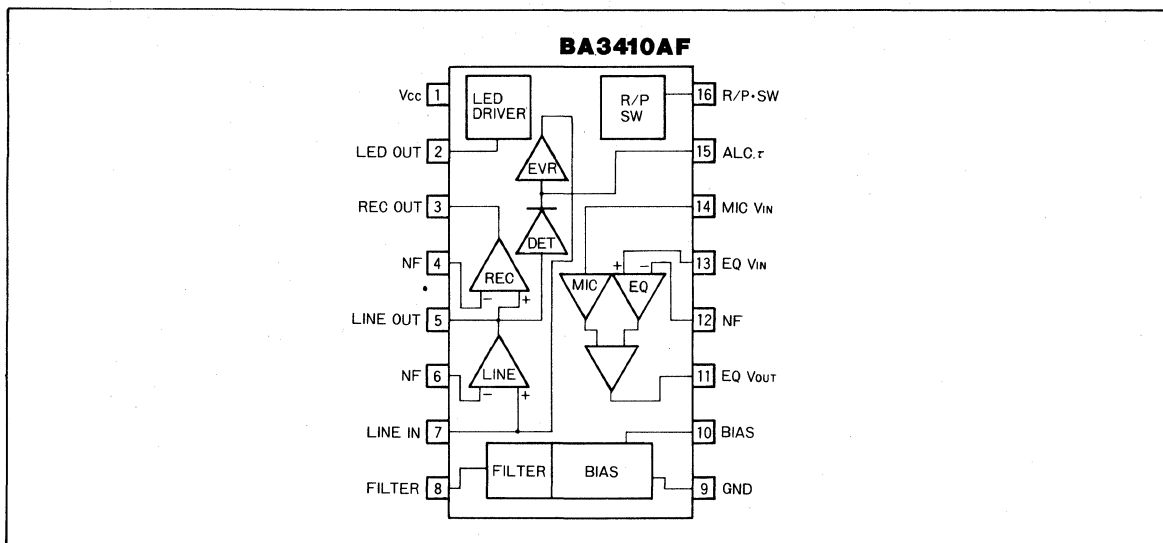 BA3410AF
Vcc 1
LED OUT 2
REC OUT 3
NF 4
LINE OUT 5
NF 6
LINE IN 7
FILTER 8
LED
DRIVER
R/P
SW
EVR
DET
REC
- +
LINE
- +
MIC
+ -
EQ
FILTER
BIAS
16 R/P•SW
15 ALC.τ
14 MIC VIN
13 EQ VIN
12 NF
11 EQ VOUT
10 BIAS
9 GND